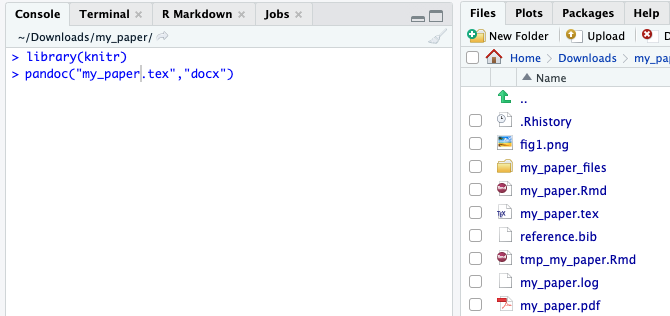 Console Terminal × R Markdown × Jobs ×
~/Downloads/my_paper/
> library(knitr)
> pandoc("my_paper.tex","docx")
Files Plots Packages Help
New Folder Upload
Home Downloads
Name
..
.Rhistory
fig1.png
my_paper_files
my_paper.Rmd
my_paper.tex
reference.bib
tmp_my_paper.Rmd
my_paper.log
my_paper.pdf